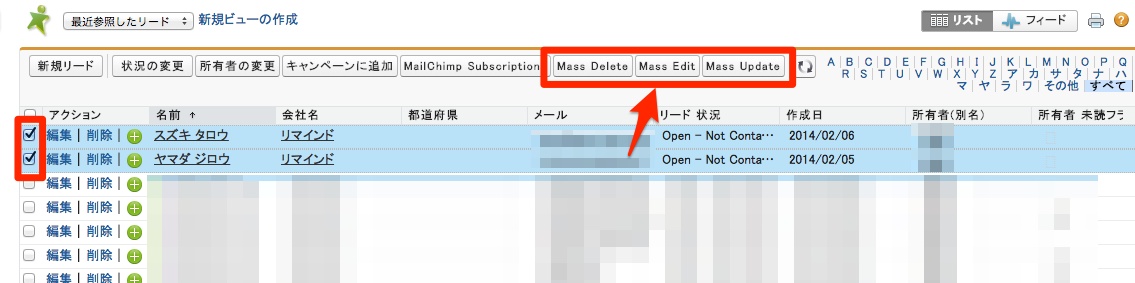 最近参照したリード 新規ビューの作成 リスト フィード
新規リード 状況の変更 所有者の変更 キャンペーンに追加 MailChimp Subscription Mass Delete Mass Edit Mass Update A B C D E F G H I J K L M N O P Q
R S T U V W X Y Z ア カ サ タ ナ ハ
マ ヤ ラ ワ その他 すべて
アクション 名前 ↑ 会社名 都道府県 メール リード 状況 作成日 所有者(別名) 所有者 未読フラ
編集 | 削除 | スズキ タロウ リマインド Open - Not Conta… 2014/02/06
編集 | 削除 | ヤマダ ジロウ リマインド Open - Not Conta… 2014/02/05
編集 | 削除 |
編集 | 削除 |
編集 | 削除 |
編集 | 削除 |
編集 | 削除 |